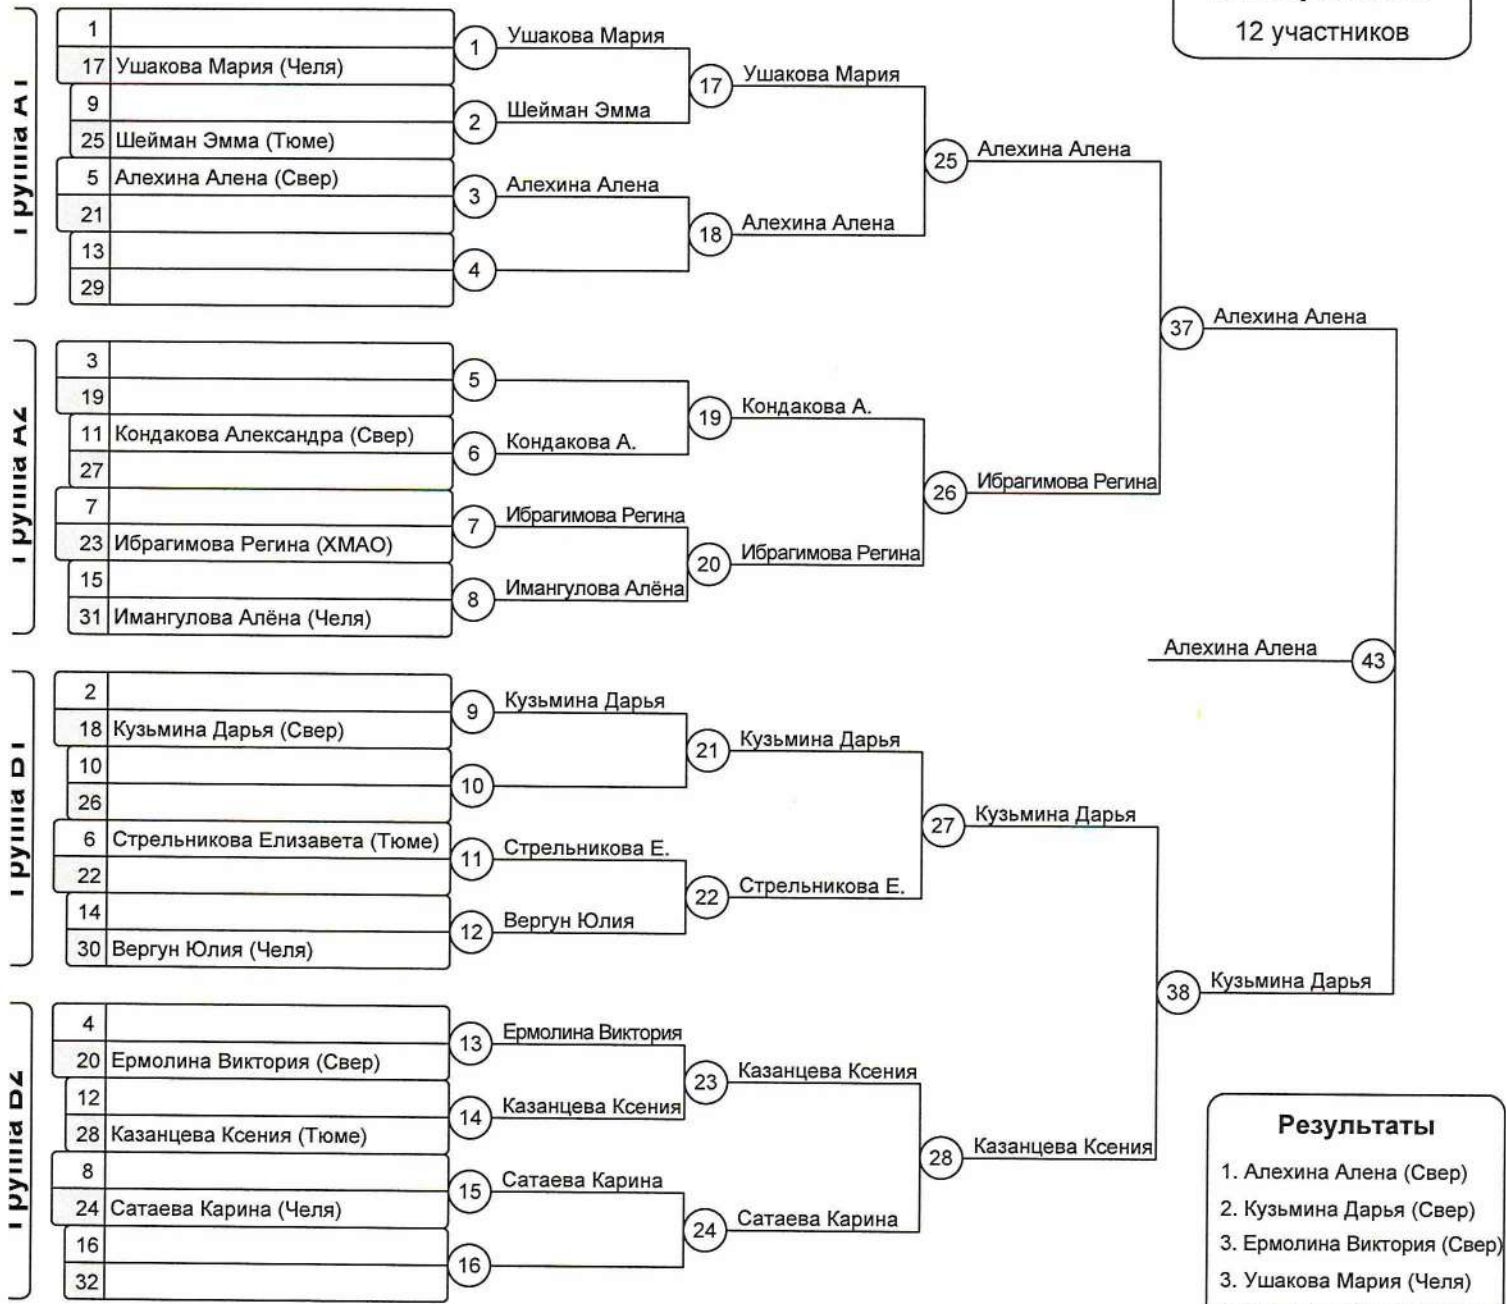 12 участников
Группа А1
1
17 Ушакова Мария (Челя)
9
25 Шейман Эмма (Тюме)
5 Алехина Алена (Свер)
21
13
29
1 Ушакова Мария
2 Шейман Эмма
3 Алехина Алена
4
17 Ушакова Мария
18 Алехина Алена
25 Алехина Алена
Группа А2
3
19
11 Кондакова Александра (Свер)
27
7
23 Ибрагимова Регина (ХМАО)
15
31 Имангулова Алёна (Челя)
5
6 Кондакова А.
7 Ибрагимова Регина
8 Имангулова Алёна
19 Кондакова А.
20 Ибрагимова Регина
26 Ибрагимова Регина
37 Алехина Алена
Алехина Алена 43
Группа В1
2
18 Кузьмина Дарья (Свер)
10
26
6 Стрельникова Елизавета (Тюме)
22
14
30 Вергун Юлия (Челя)
9 Кузьмина Дарья
10
11 Стрельникова Е.
12 Вергун Юлия
21 Кузьмина Дарья
22 Стрельникова Е.
27 Кузьмина Дарья
Группа В2
4
20 Ермолина Виктория (Свер)
12
28 Казанцева Ксения (Тюме)
8
24 Сатаева Карина (Челя)
16
32
13 Ермолина Виктория
14 Казанцева Ксения
15 Сатаева Карина
16
23 Казанцева Ксения
24 Сатаева Карина
28 Казанцева Ксения
38 Кузьмина Дарья
Результаты
1. Алехина Алена (Свер)
2. Кузьмина Дарья (Свер)
3. Ермолина Виктория (Свер)
3. Ушакова Мария (Челя)